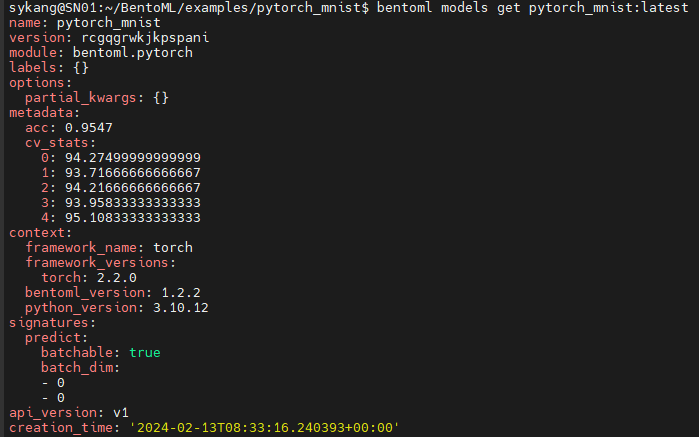 sykang@SN01:~/BentoML/examples/pytorch_mnist$ bentoml models get pytorch_mnist:latest
name: pytorch_mnist
version: rcgqgrwkjkpspani
module: bentoml.pytorch
labels: {}
options:
  partial_kwargs: {}
metadata:
  acc: 0.9547
  cv_stats:
    0: 94.27499999999999
    1: 93.71666666666667
    2: 94.21666666666667
    3: 93.95833333333333
    4: 95.10833333333333
context:
  framework_name: torch
  framework_versions:
    torch: 2.2.0
  bentoml_version: 1.2.2
  python_version: 3.10.12
signatures:
  predict:
    batchable: true
    batch_dim:
    - 0
    - 0
api_version: v1
creation_time: '2024-02-13T08:33:16.240393+00:00'